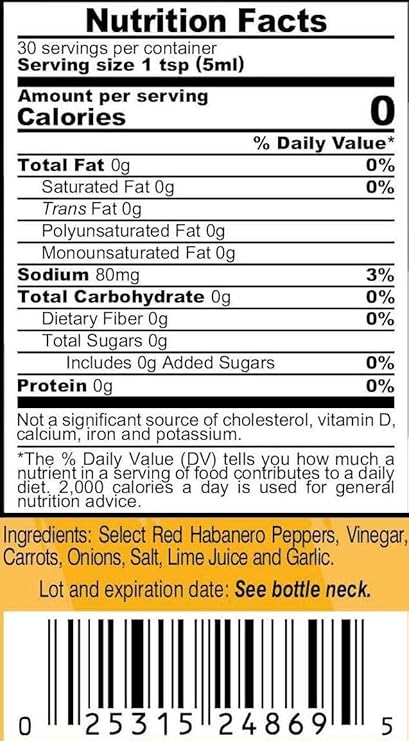 Nutrition Facts
30 servings per container
Serving size 1 tsp (5ml)
Amount per serving
Calories 0
% Daily Value*
Total Fat 0g 0%
Saturated Fat 0g 0%
Trans Fat 0g
Polyunsaturated Fat 0g
Monounsaturated Fat 0g
Sodium 80mg 3%
Total Carbohydrate 0g 0%
Dietary Fiber 0g 0%
Total Sugars 0g
Includes 0g Added Sugars 0%
Protein 0g 0%
Not a significant source of cholesterol, vitamin D,
calcium, iron and potassium.
*The % Daily Value (DV) tells you how much a
nutrient in a serving of food contributes to a daily
diet. 2,000 calories a day is used for general
nutrition advice.
Ingredients: Select Red Habanero Peppers, Vinegar,
Carrots, Onions, Salt, Lime Juice and Garlic.
Lot and expiration date: See bottle neck.
0 25315 24869 5